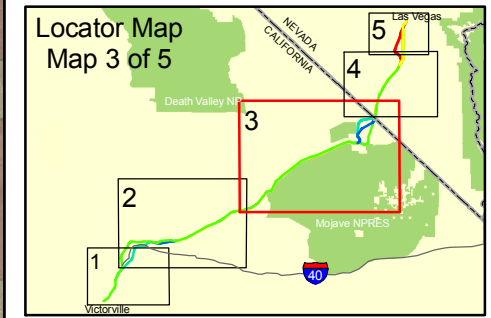 Locator Map
Map 3 of 5
NEVADA
CALIFORNIA
Las Vegas
5
4
Death Valley NP
3
2
Mojave NPRES
1
40
Victorville